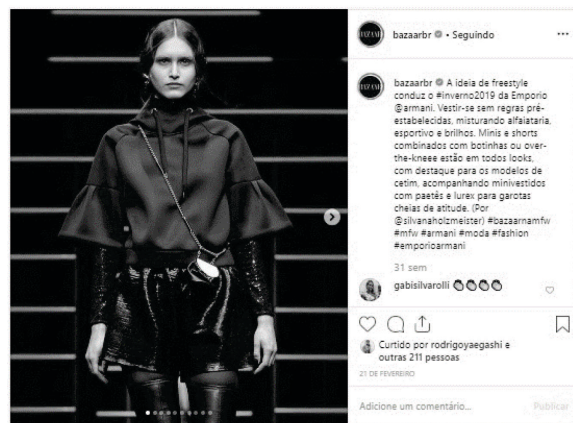 BAZAAR
bazaarbr • Seguindo
BAZAAR
bazaarbr A ideia de freestyle
conduz o #inverno2019 da Emporio
@armani. Vestir-se sem regras pré-
estabelecidas, misturando alfaiataria,
esportivo e brilhos. Minis e shorts
combinados com botinhas ou over-
the-kneee estão em todos looks,
com destaque para os modelos de
cetim, acompanhando minivestidos
com paetês e lurex para garotas
cheias de atitude. (Por
@silvanaholzmeister) #bazaarnamfw
#mfw #armani #moda #fashion
#emporioarmani
31 sem
gabisilvarolli
Curtido por rodrigoyaegashi e
outras 211 pessoas
21 DE FEVEREIRO
Adicione um comentário...
Publicar